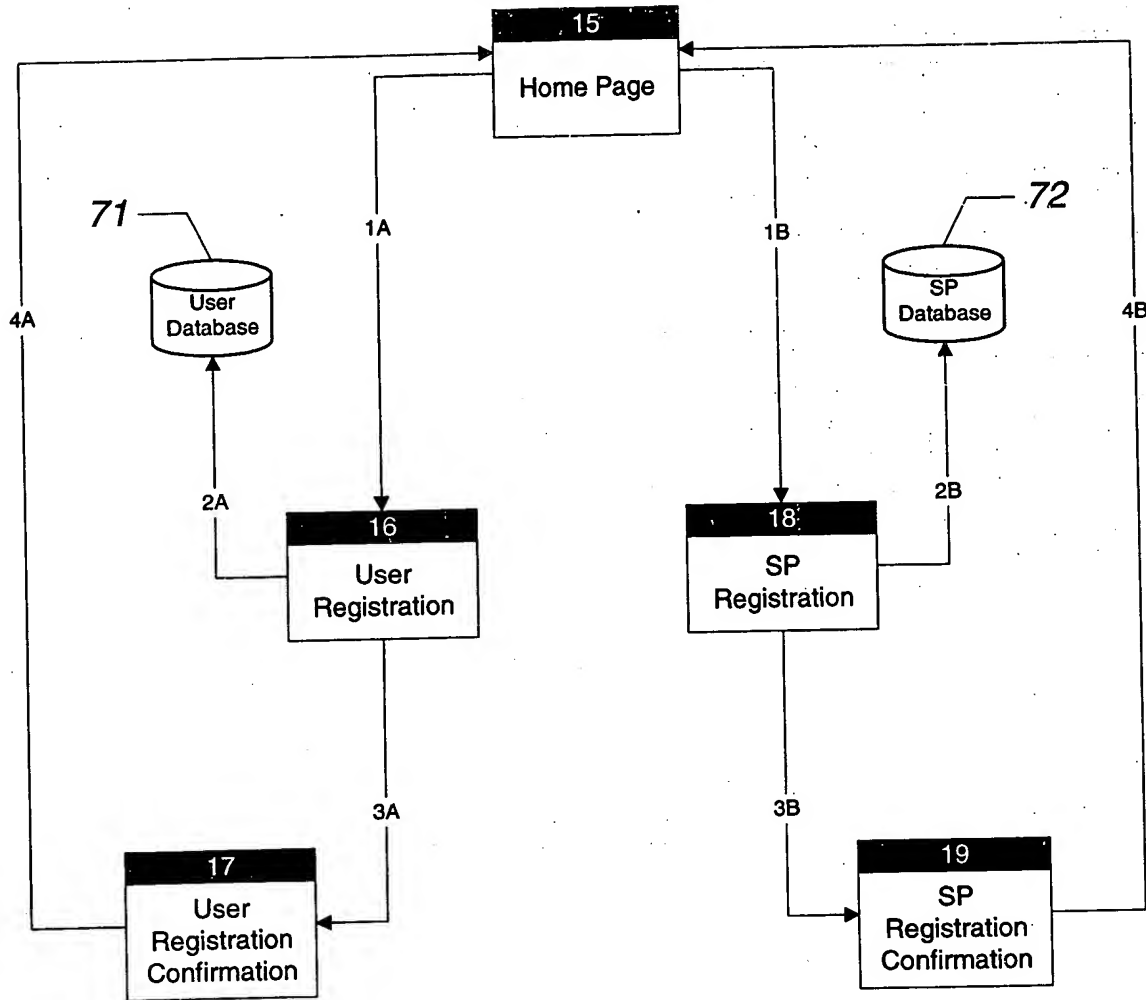 15
Home Page
71
72
1A
1B
User
Database
SP
Database
4A
4B
2A
2B
16
User
Registration
18
SP
Registration
3A
3B
17
User
Registration
Confirmation
19
SP
Registration
Confirmation